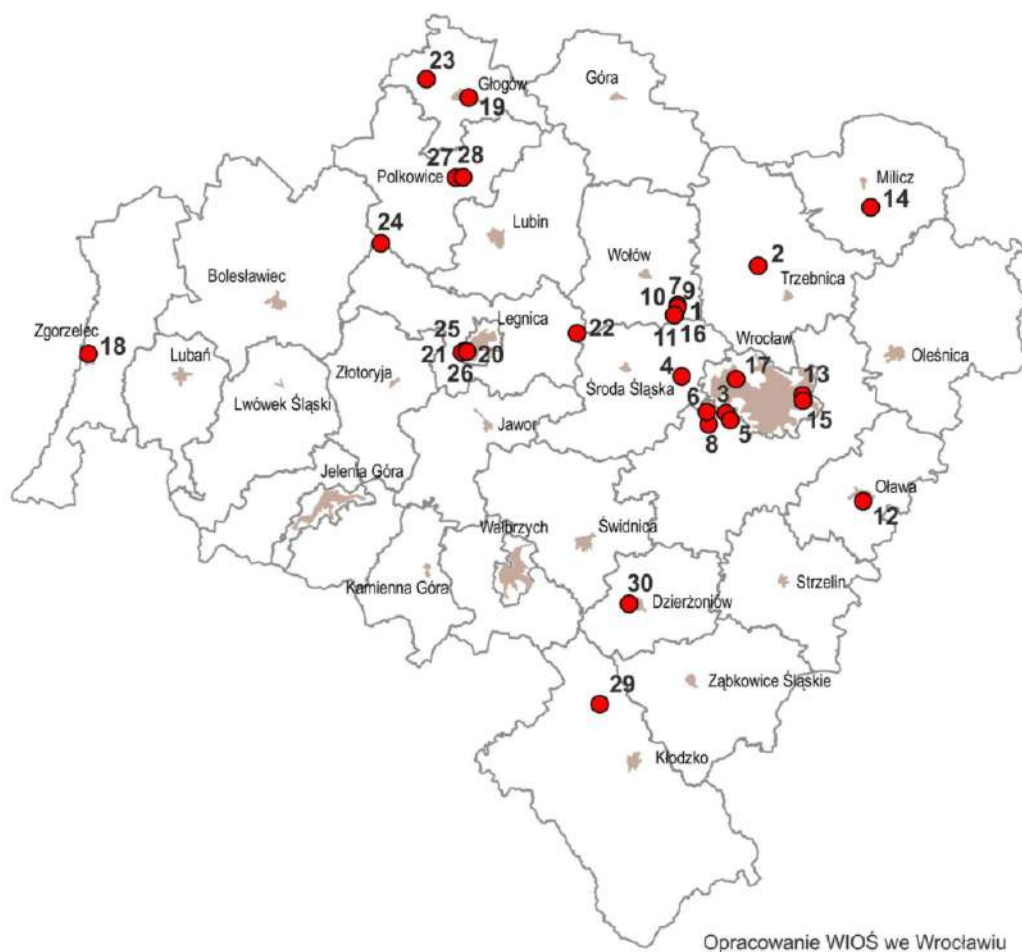 23
Głogów
19
Góra
27 28
Polkowice
Milicz
14
24
Lubin
2
Wołów
Trzebnica
Bolesławiec
7 9
10
1
Zgorzelec
25
Legnica
22
11 16
Wrocław
Oleśnica
18
Lubań
21
20
26
Złotoryja
4
17
13
Środa Śląska
Lwówek Śląski
6
3
15
Jawor
8
5
Jelenia Góra
Oława
12
Wałbrzych
Świdnica
Kamienna Góra
Strzelin
30
Dzierżoniów
29
Ząbkowice Śląskie
Kłodzko
Opracowanie WIOŚ we Wrocławiu